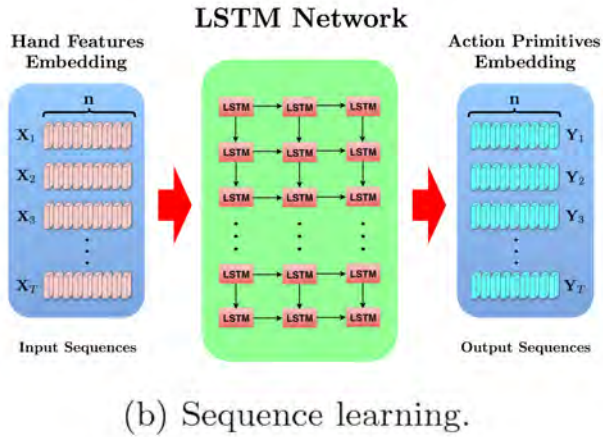 LSTM Network
Hand Features
Embedding
Action Primitives
Embedding
n
n
X1
X2
X3
XT
LSTM LSTM LSTM
LSTM LSTM LSTM
LSTM LSTM LSTM
LSTM LSTM LSTM
LSTM LSTM LSTM
Y1
Y2
Y3
YT
Input Sequences
Output Sequences
(b) Sequence learning.